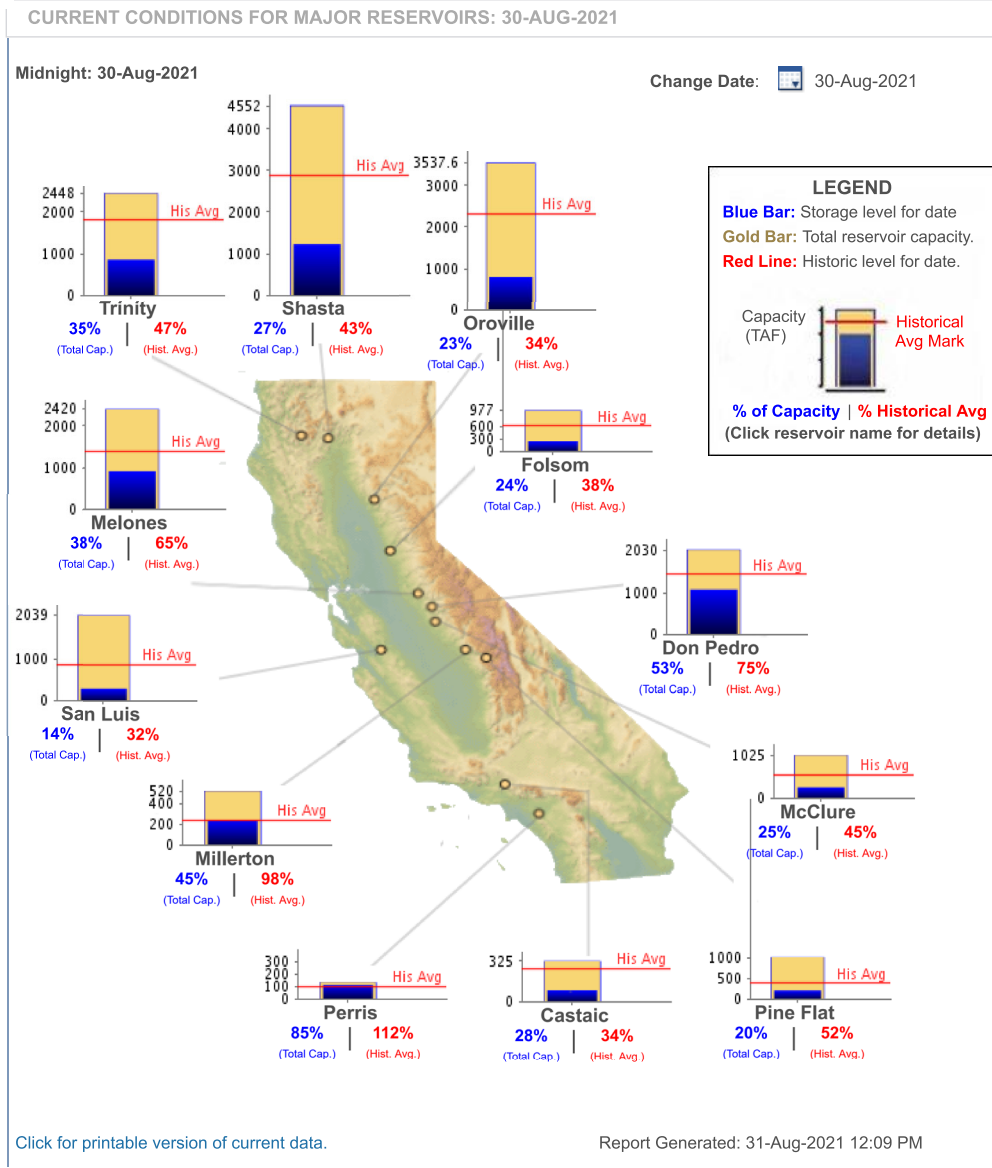 CURRENT CONDITIONS FOR MAJOR RESERVOIRS: 30-AUG-2021
Midnight: 30-Aug-2021
Change Date: 30-Aug-2021
4552
4000
3000
2000
1000
0
His Avg
Shasta
27% | 43%
(Total Cap.) (Hist. Avg.)
2448
2000
1000
0
His Avg
Trinity
35% | 47%
(Total Cap.) (Hist. Avg.)
3537.6
3000
2000
1000
0
His Avg
Oroville
23% | 34%
(Total Cap.) (Hist. Avg.)
LEGEND
Blue Bar: Storage level for date
Gold Bar: Total reservoir capacity.
Red Line: Historic level for date.
Capacity
(TAF)
Historical
Avg Mark
% of Capacity | % Historical Avg
(Click reservoir name for details)
2420
2000
1000
0
His Avg
Melones
38% | 65%
(Total Cap.) (Hist. Avg.)
977
600
300
0
His Avg
Folsom
24% | 38%
(Total Cap.) (Hist. Avg.)
2030
1000
0
His Avg
Don Pedro
53% | 75%
(Total Cap.) (Hist. Avg.)
2039
1000
0
His Avg
San Luis
14% | 32%
(Total Cap.) (Hist. Avg.)
1025
0
His Avg
McClure
25% | 45%
(Total Cap.) (Hist. Avg.)
520
400
200
0
His Avg
Millerton
45% | 98%
(Total Cap.) (Hist. Avg.)
300
200
100
0
His Avg
Perris
85% | 112%
(Total Cap.) (Hist. Avg.)
325
0
His Avg
Castaic
28% | 34%
(Total Cap.) (Hist. Avg.)
1000
500
0
His Avg
Pine Flat
20% | 52%
(Total Cap.) (Hist. Avg.)
Click for printable version of current data.
Report Generated: 31-Aug-2021 12:09 PM